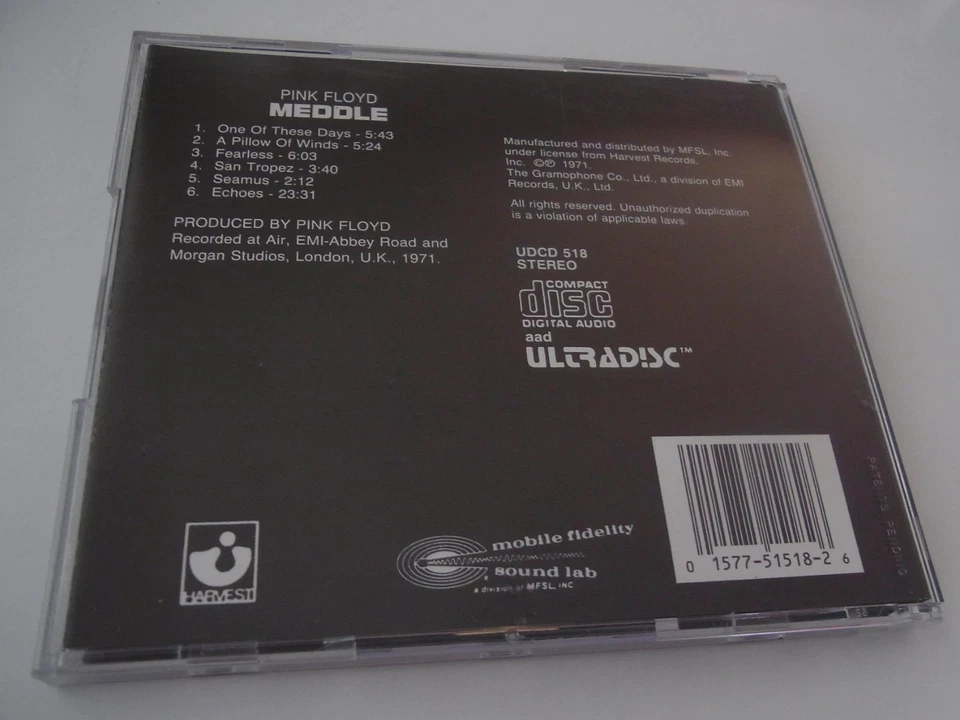 PINK FLOYD
MEDDLE
1. One Of These Days - 5:43
2. A Pillow Of Winds - 5:24
3. Fearless - 6:03
4. San Tropez - 3:40
5. Seamus - 2:12
6. Echoes - 23:31
PRODUCED BY PINK FLOYD
Recorded at Air, EMI-Abbey Road and
Morgan Studios, London, U.K., 1971.
Manufactured and distributed by MFSL, Inc.
under license from Harvest Records.
Inc. ©℗ 1971.
The Gramophone Co., Ltd., a division of EMI
Records, U.K., Ltd.
All rights reserved. Unauthorized duplication
is a violation of applicable laws.
UDCD 518
STEREO
COMPACT
disc
DIGITAL AUDIO
aad
ULTRADISC™
HARVEST
mobile fidelity
sound lab
a division of MFSL, INC
0 1577-51518-2 6
PATENTS PENDING